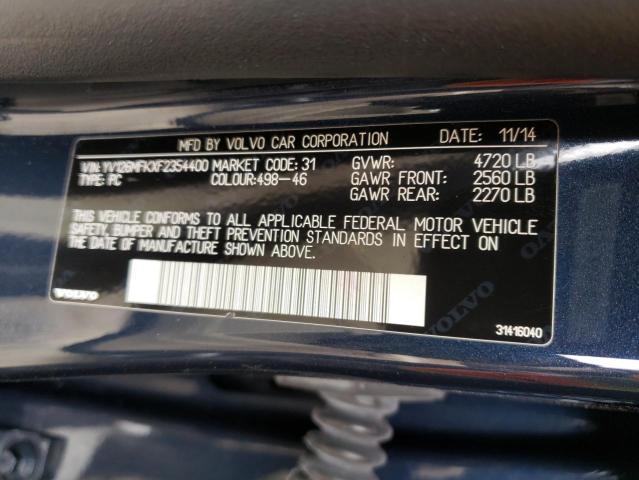 MFD BY VOLVO CAR CORPORATION DATE: 11/14
VIN: YV126MFKXF2354400 MARKET CODE: 31 GVWR: 4720 LB
TYPE: PC COLOUR: 498-46 GAWR FRONT: 2560 LB
GAWR REAR: 2270 LB
THIS VEHICLE CONFORMS TO ALL APPLICABLE FEDERAL MOTOR VEHICLE
SAFETY, BUMPER AND THEFT PREVENTION STANDARDS IN EFFECT ON
THE DATE OF MANUFACTURE SHOWN ABOVE.
VOLVO 31416040